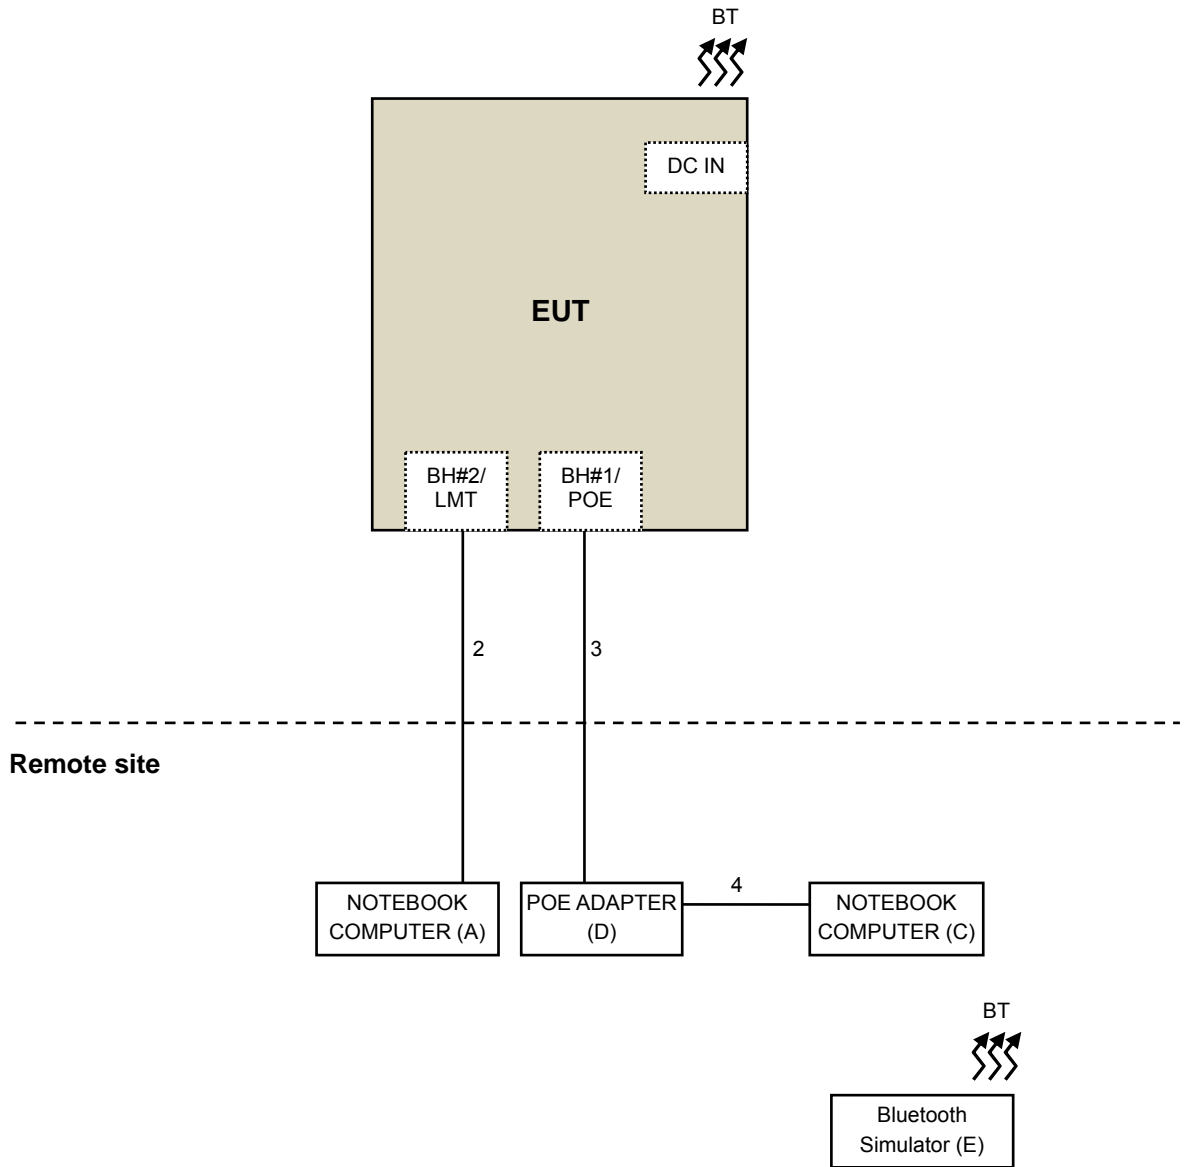 BT
DC IN
EUT
BH#2/
LMT
BH#1/
POE
2
3
Remote site
NOTEBOOK
COMPUTER (A)
POE ADAPTER
(D)
4
NOTEBOOK
COMPUTER (C)
BT
Bluetooth
Simulator (E)